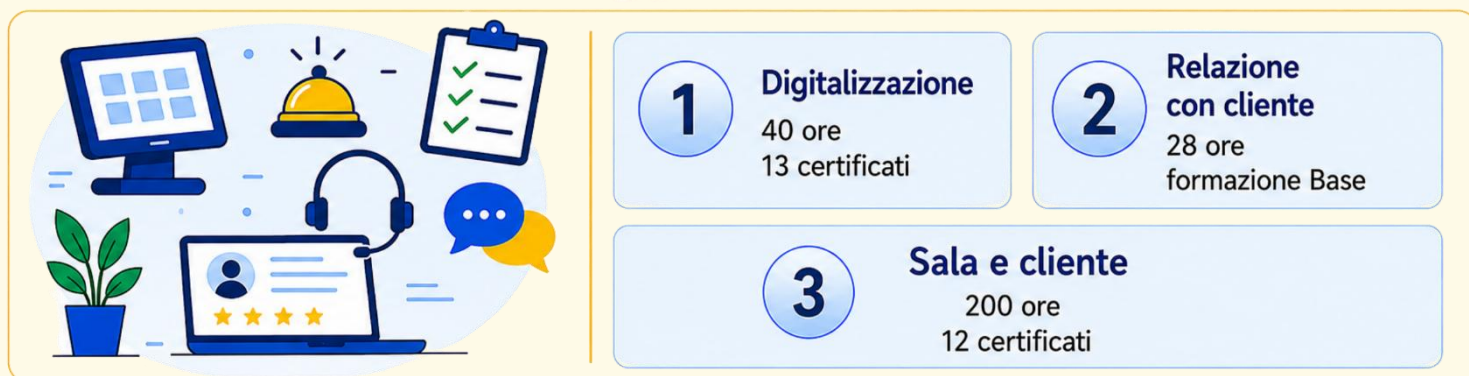 1
Digitalizzazione
40 ore
13 certificati
2
Relazione
con cliente
28 ore
formazione Base
3
Sala e cliente
200 ore
12 certificati